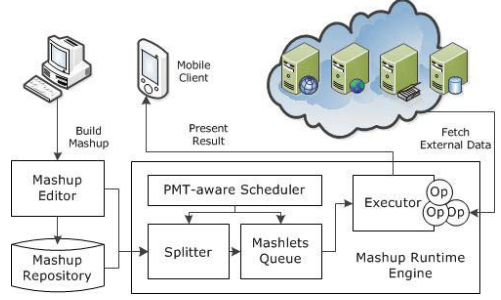 Mobile
Client
Build
Mashup
Present
Result
Fetch
External Data
Mashup
Editor
PMT-aware Scheduler
Executor
Op
Op
Op
Splitter
Mashlets
Queue
Mashup
Repository
Mashup Runtime
Engine